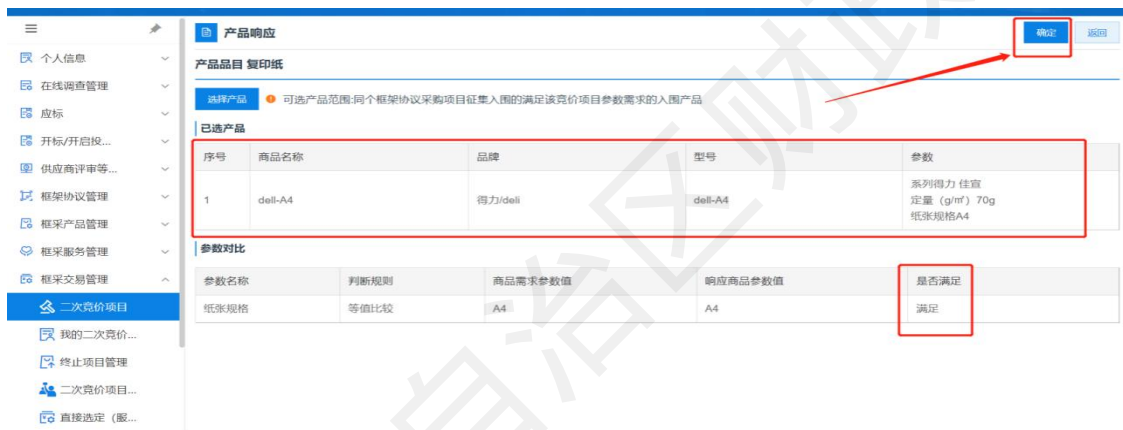 产品响应
确定
返回
个人信息
在线调查管理
应标
开标/开启投...
供应商评审等...
框架协议管理
框采产品管理
框采服务管理
框采交易管理
二次竞价项目
我的二次竞价...
终止项目管理
二次竞价项目...
直接选定（服...
产品品目 复印纸
选择产品 可选产品范围:同个框架协议采购项目征集入围的满足该竞价项目参数需求的入围产品
已选产品
序号 商品名称 品牌 型号 参数
1 dell-A4 得力/deli dell-A4 系列得力 佳宣
定量（g/㎡）70g
纸张规格A4
参数对比
参数名称 判断规则 商品需求参数值 响应商品参数值 是否满足
纸张规格 等值比较 A4 A4 满足
自治区财政